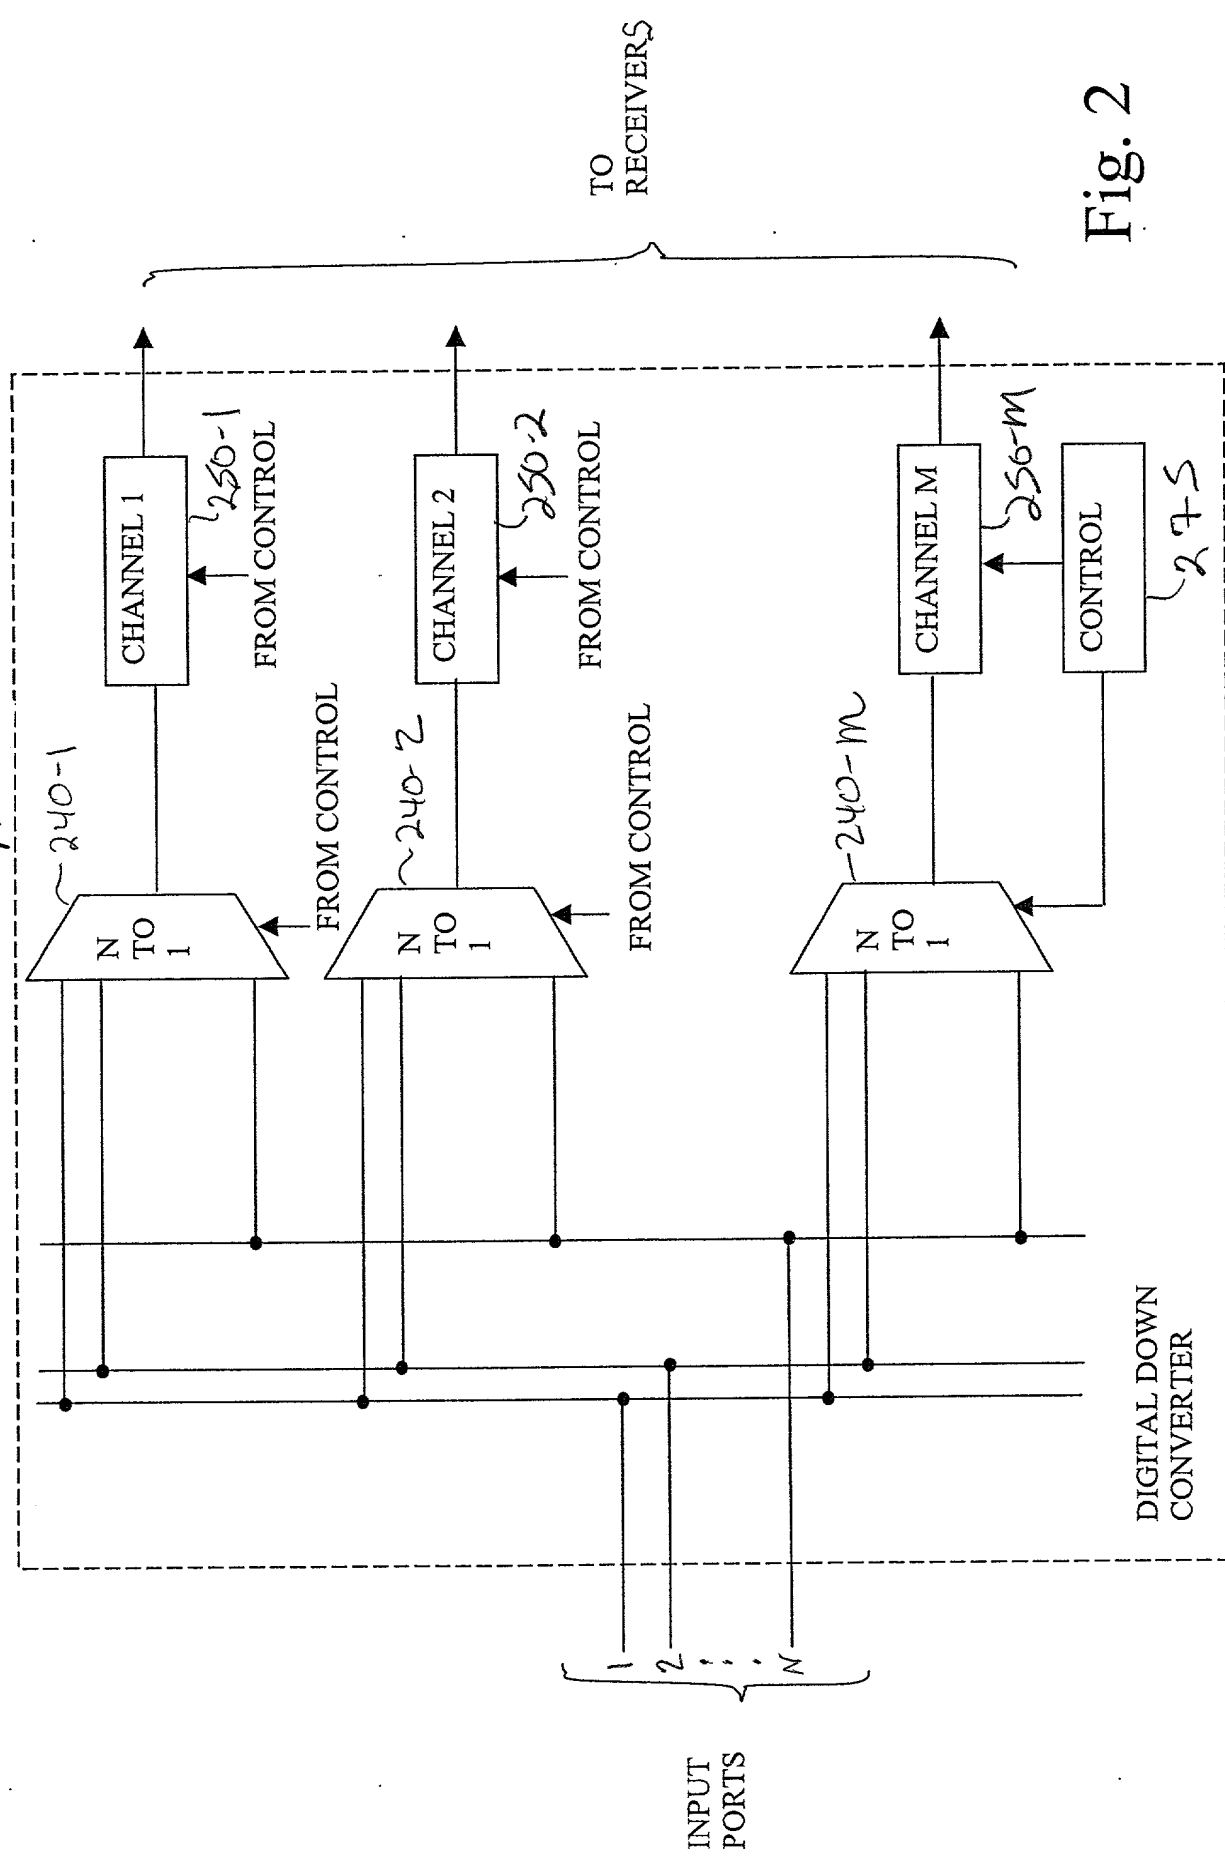 240-1
N
TO
1
FROM CONTROL
CHANNEL 1
250-1
FROM CONTROL
240-2
N
TO
1
FROM CONTROL
CHANNEL 2
250-2
FROM CONTROL
INPUT
PORTS
1
2
N
TO
RECEIVERS
240-M
N
TO
1
CHANNEL M
250-M
CONTROL
275
DIGITAL DOWN
CONVERTER
Fig. 2